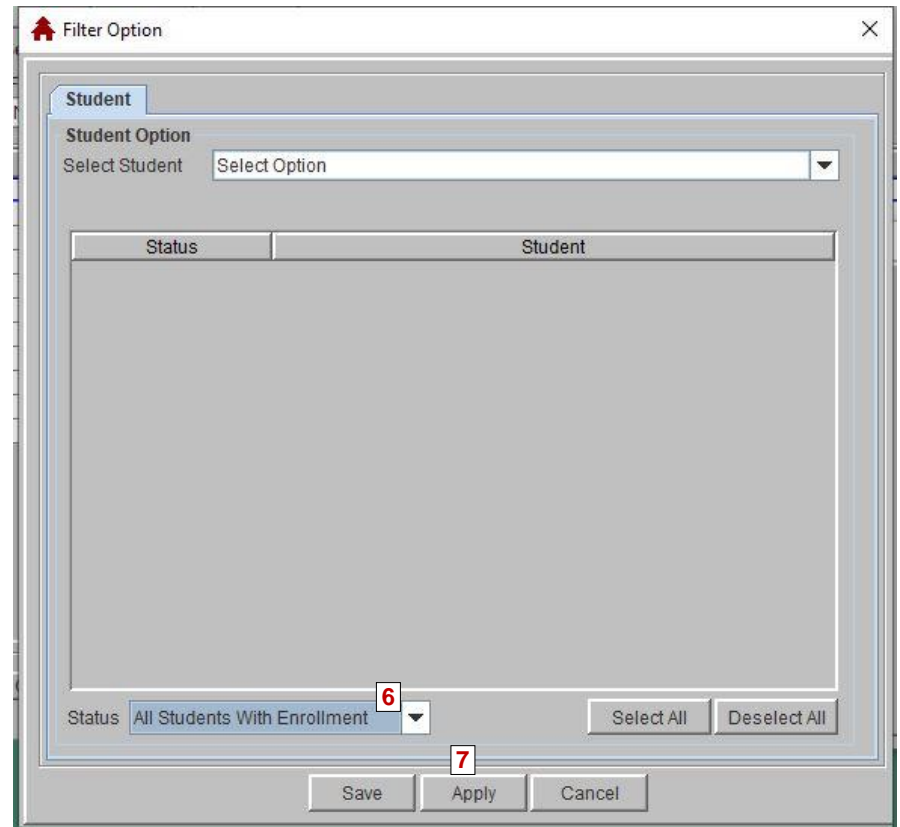 Filter Option
Student
Student Option
Select Student Select Option
Status Student
6
Status All Students With Enrollment Select All Deselect All
7
Save Apply Cancel